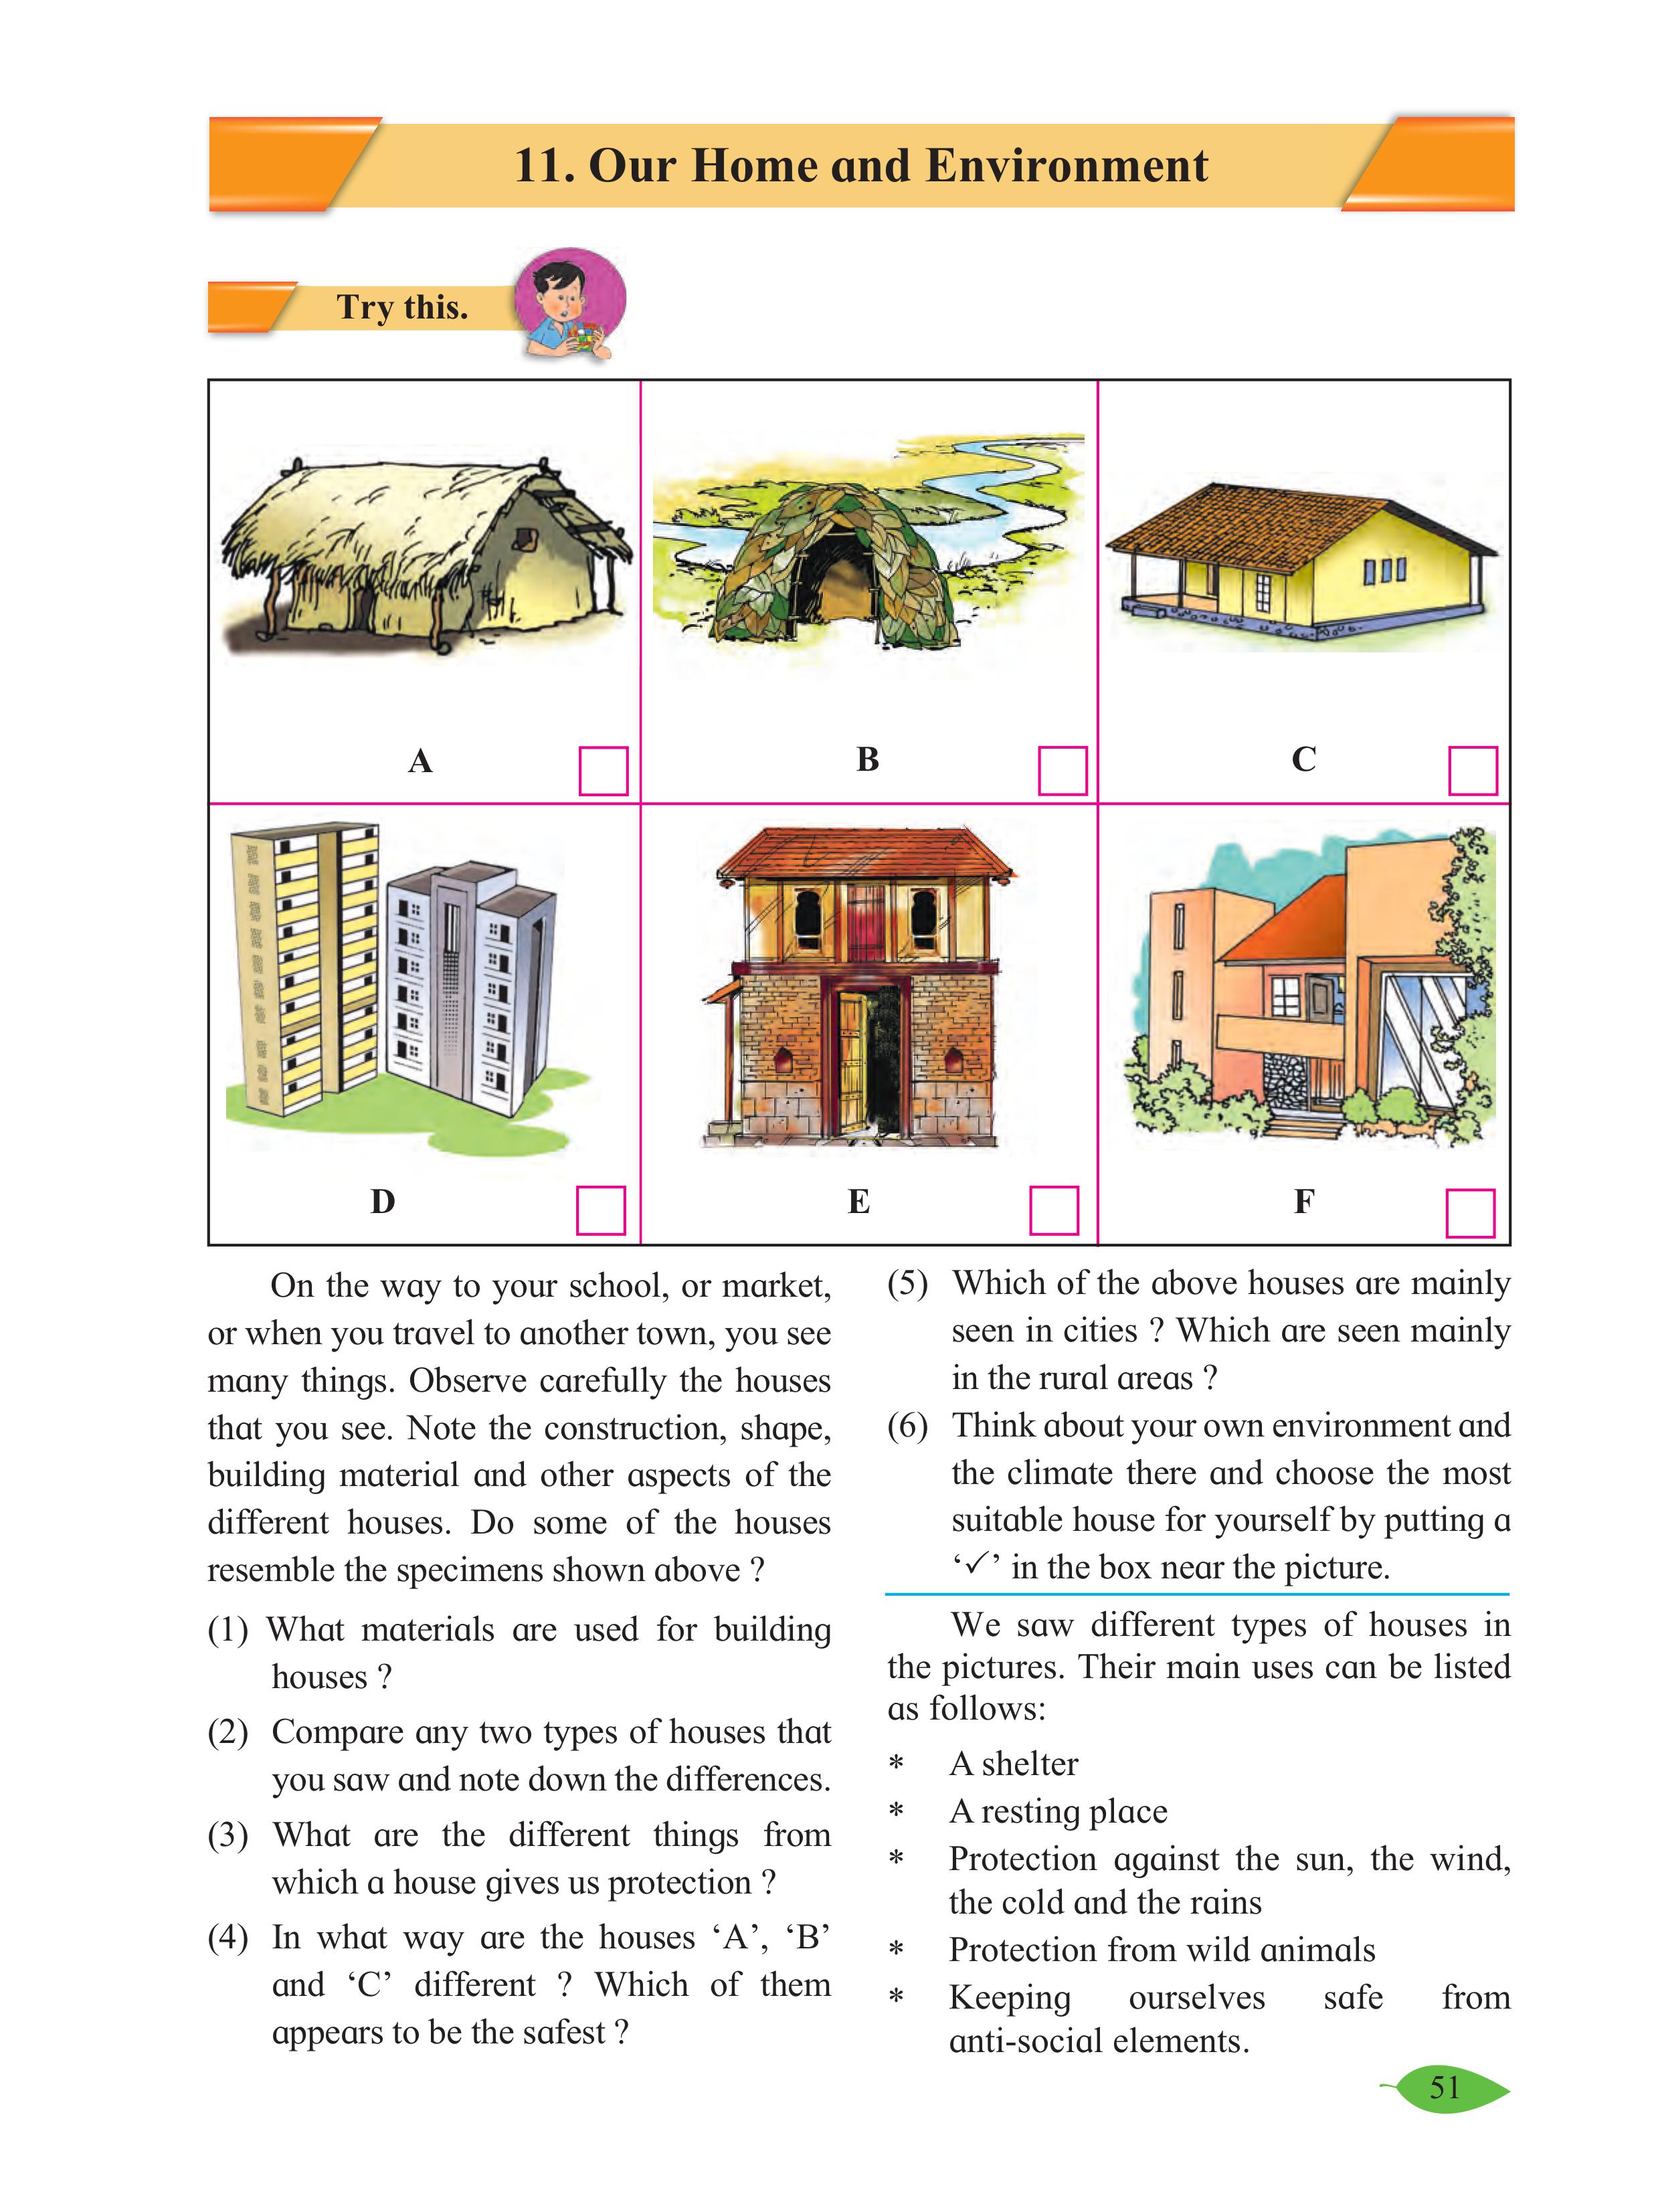 11. Our Home and Environment
Try this.
A
B
C
D
E
F
On the way to your school, or market,
or when you travel to another town, you see
many things. Observe carefully the houses
that you see. Note the construction, shape,
building material and other aspects of the
different houses. Do some of the houses
resemble the specimens shown above ?
(1) What materials are used for building
houses ?
(2) Compare any two types of houses that
you saw and note down the differences.
(3) What are the different things from
which a house gives us protection ?
(4) In what way are the houses ‘A’, ‘B’
and ‘C’ different ? Which of them
appears to be the safest ?
(5) Which of the above houses are mainly
seen in cities ? Which are seen mainly
in the rural areas ?
(6) Think about your own environment and
the climate there and choose the most
suitable house for yourself by putting a
‘✓’ in the box near the picture.
We saw different types of houses in
the pictures. Their main uses can be listed
as follows:
* A shelter
* A resting place
* Protection against the sun, the wind,
the cold and the rains
* Protection from wild animals
* Keeping ourselves safe from
anti-social elements.
51